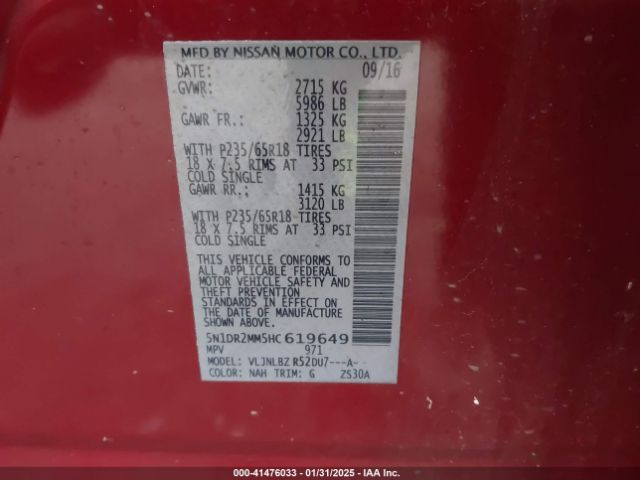 MFD BY NISSAN MOTOR CO., LTD.
DATE: 09/16
GVWR: 2715 KG
5986 LB
GAWR FR.: 1325 KG
2921 LB
WITH P235/65R18 TIRES
18 X 7.5 RIMS AT 33 PSI
COLD SINGLE
GAWR RR.: 1415 KG
3120 LB
WITH P235/65R18 TIRES
18 X 7.5 RIMS AT 33 PSI
COLD SINGLE
THIS VEHICLE CONFORMS TO
ALL APPLICABLE FEDERAL
MOTOR VEHICLE SAFETY AND
THEFT PREVENTION
STANDARDS IN EFFECT ON
THE DATE OF MANUFACTURE
SHOWN ABOVE.
5N1DR2MM5HC619649
MPV 971
MODEL: VLJNLBZ R52DU7---A-
COLOR: NAH TRIM: G ZS30A
000-41476033 - 01/31/2025 - IAA Inc.